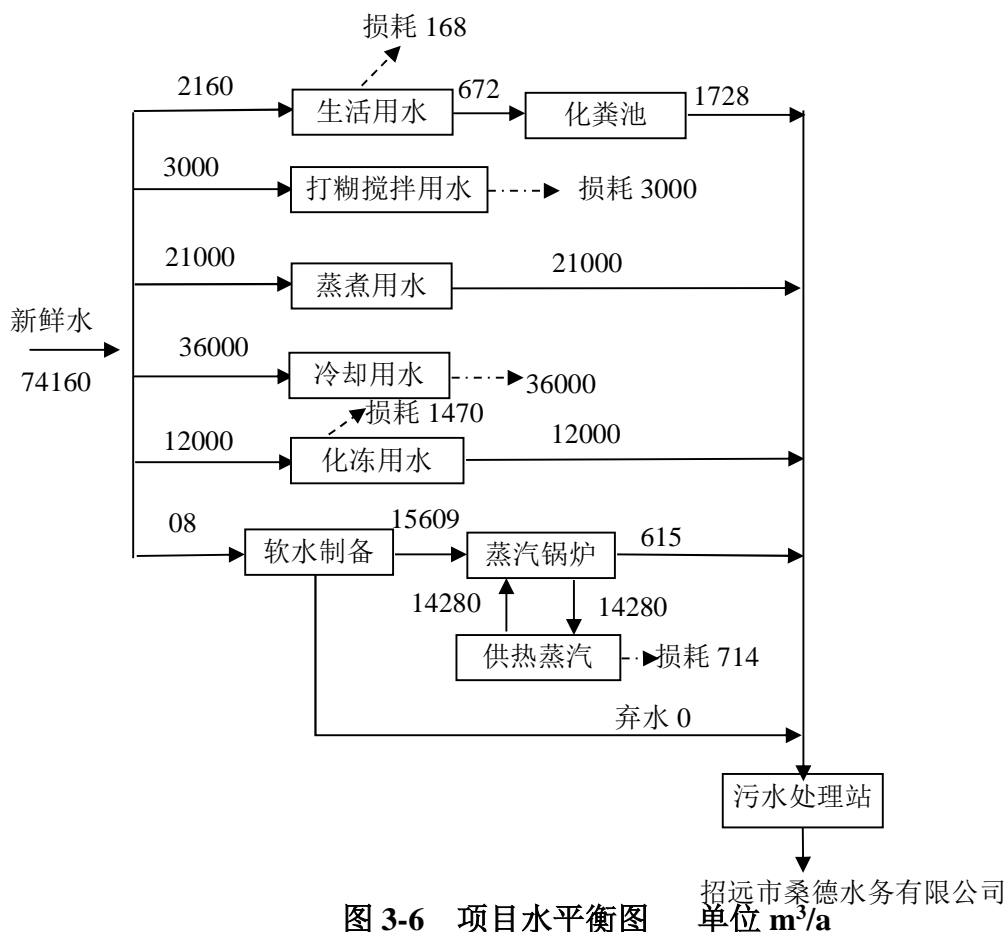 损耗 168
2160
生活用水
672
化粪池
1728
3000
打糊搅拌用水
损耗 3000
21000
蒸煮用水
21000
新鲜水
74160
36000
冷却用水
36000
损耗 1470
12000
化冻用水
12000
08
软水制备
15609
蒸汽锅炉
615
14280
14280
供热蒸汽
损耗 714
弃水 0
污水处理站
招远市桑德水务有限公司
图 3-6 项目水平衡图 单位 m³/a